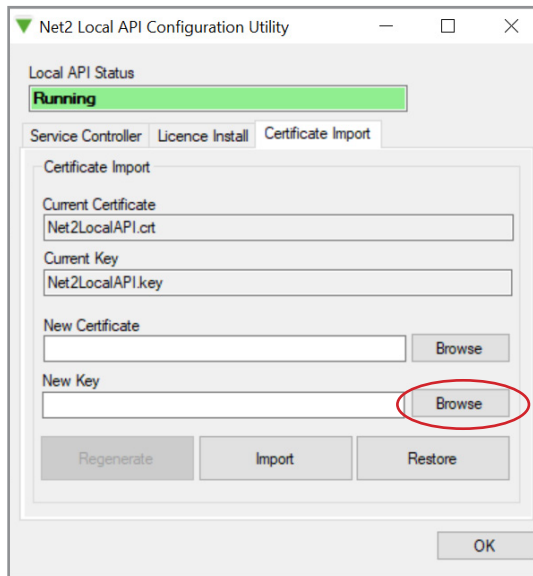 Net2 Local API Configuration Utility
Local API Status
Running
Service Controller Licence Install Certificate Import
Certificate Import
Current Certificate
Net2LocalAPI.crt
Current Key
Net2LocalAPI.key
New Certificate
Browse
New Key
Browse
Regenerate Import Restore
OK